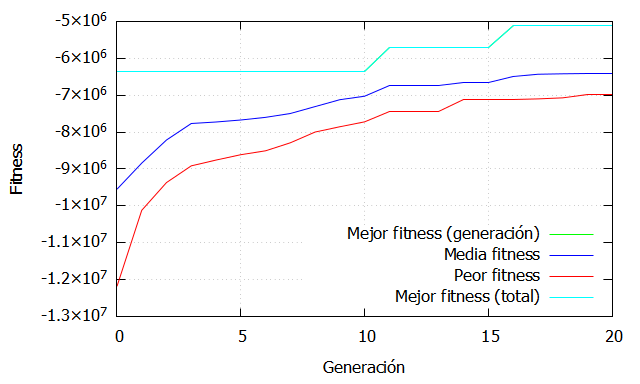 -5×10⁶
-6×10⁶
-7×10⁶
-8×10⁶
-9×10⁶
-1×10⁷
-1.1×10⁷
-1.2×10⁷
-1.3×10⁷
Fitness
Mejor fitness (generación)
Media fitness
Peor fitness
Mejor fitness (total)
0 5 10 15 20
Generación